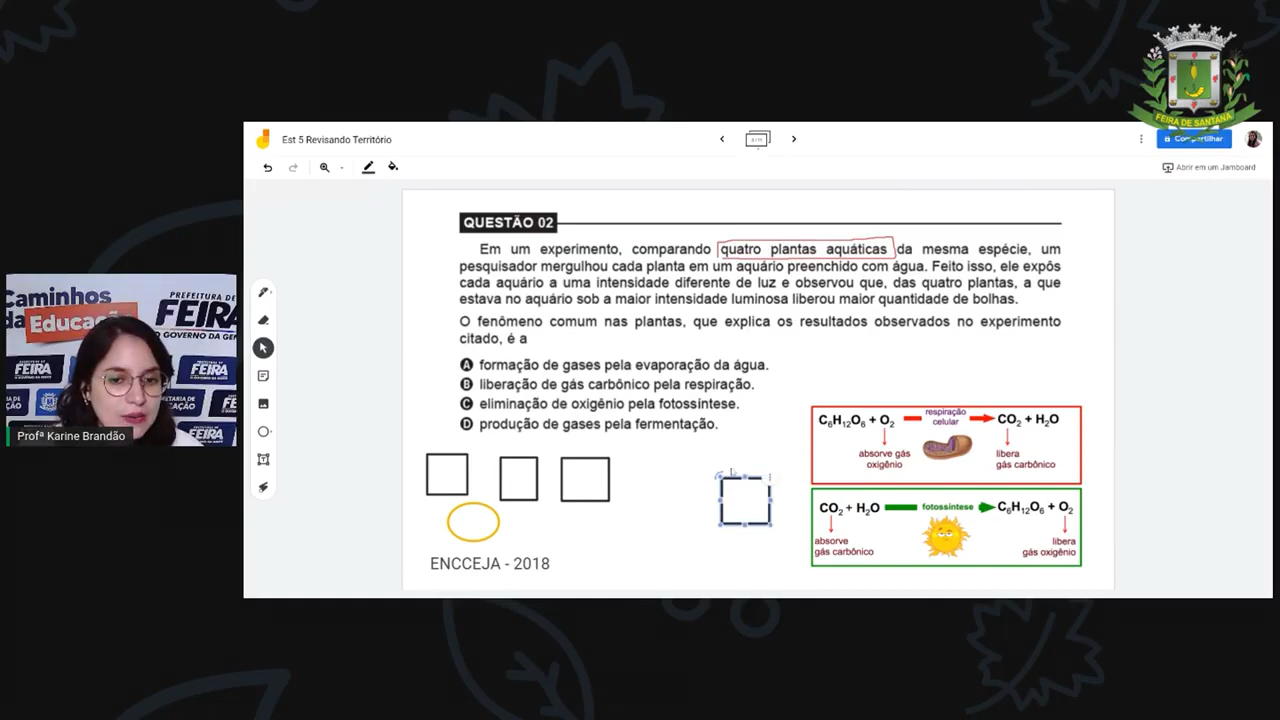 FEIRA DE SANTANA
Est 5 Revisando Território
Compartilhar
Abrir em um Jamboard
QUESTÃO 02
Em um experimento, comparando quatro plantas aquáticas da mesma espécie, um
pesquisador mergulhou cada planta em um aquário preenchido com água. Feito isso, ele expôs
cada aquário a uma intensidade diferente de luz e observou que, das quatro plantas, a que
estava no aquário sob a maior intensidade luminosa liberou maior quantidade de bolhas.
O fenômeno comum nas plantas, que explica os resultados observados no experimento
citado, é a
A formação de gases pela evaporação da água.
B liberação de gás carbônico pela respiração.
C eliminação de oxigênio pela fotossíntese.
D produção de gases pela fermentação.
C₆H₁₂O₆ + O₂ respiração celular CO₂ + H₂O
absorve gás oxigênio
libera gás carbônico
CO₂ + H₂O fotossíntese C₆H₁₂O₆ + O₂
absorve gás carbônico
libera gás oxigênio
ENCCEJA - 2018
Caminhos
da Educação
PREFEITURA
FEIRA
O GOVERNO DA GEN
FEIRA
FEIRA
FEIRA
Profª Karine Brandão